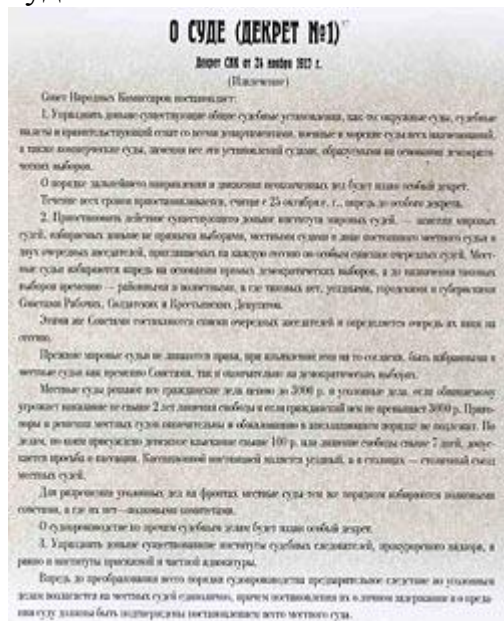 О СУДЕ (ДЕКРЕТ №1)
Декрет СНК от 24 ноября 1917 г.
(Извлечение)
Совет Народных Комиссаров постановляет:
1. Упразднить доныне существующие общие судебные установления, как-то: окружные суды, судебные
палаты и правительствующий сенат со всеми департаментами, военные и морские суды всех наименований,
а также коммерческие суды, заменяя все эти установления судами, образуемыми на основании демократи-
ческих выборов.
О порядке дальнейшего направления и движения неоконченных дел будет издан особый декрет.
Течение всех сроков приостанавливается, считая с 25 октября с. г., впредь до особого декрета.
2. Приостановить действие существующего доныне института мировых судей, заменяя мировых
судей, избираемых доныне не прямыми выборами, местными судами в лице постоянного местного судьи и
двух очередных заседателей, приглашаемых на каждую сессию по особым спискам очередных судей. Мест-
ные судьи избираются впредь на основании прямых демократических выборов, а до назначения таковых
выборов временно — районными и волостными, а где таковых нет, уездными, городскими и губернскими
Советами Рабочих, Солдатских и Крестьянских Депутатов.
Этими же Советами составляются списки очередных заседателей и определяется очередь их явки на
сессию.
Прежние мировые судьи не лишаются права, при изъявлении ими на то согласия, быть избранными в
местные судьи как временно Советами, так и окончательно на демократических выборах.
Местные суды решают все гражданские дела ценою до 3000 р. и уголовные дела, если обвиняемому
угрожает наказание не свыше 2 лет лишения свободы и если гражданский иск не превышает 3000 р. Приго-
воры и решения местных судов окончательны и обжалованию в апелляционном порядке не подлежат. По
делам, по коим присуждено денежное взыскание свыше 100 р. или лишение свободы свыше 7 дней, допус-
кается просьба о кассации. Кассационной инстанцией является уездный, а в столицах — столичный съезд
местных судей.
Для разрешения уголовных дел на фронтах местные суды тем же порядком избираются полковыми
советами, а где их нет—полковыми комитетами.
О судопроизводстве по прочим судебным делам будет издан особый декрет.
3. Упразднить доныне существовавшие институты судебных следователей, прокурорского надзора, а
равно и институты присяжной и частной адвокатуры.
Впредь до преобразования всего порядка судопроизводства предварительное следствие по уголовным
делам возлагается на местных судей единолично, причем постановления их о личном задержании и о преда-
нии суду должны быть подтверждены постановлением всего местного суда.